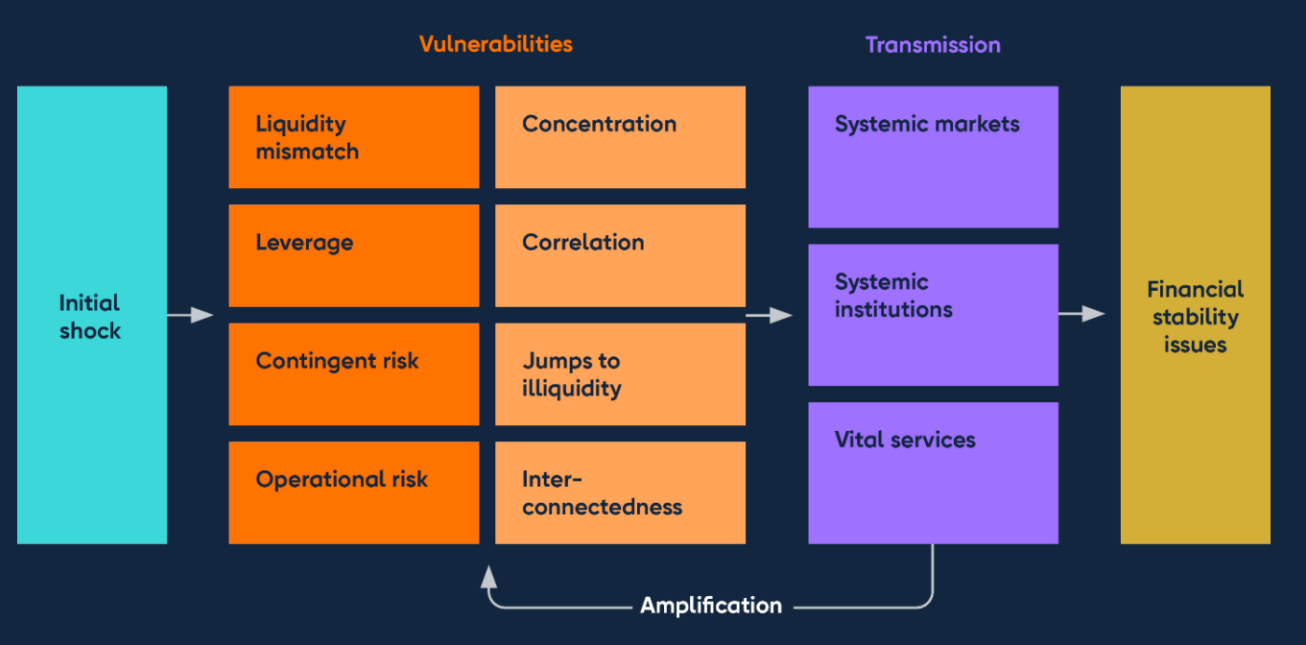 Vulnerabilities
Transmission
Initial
shock
Liquidity
mismatch
Concentration
Leverage
Correlation
Contingent risk
Jumps to
illiquidity
Operational risk
Inter-
connectedness
Systemic markets
Systemic
institutions
Vital services
Financial
stability
issues
Amplification